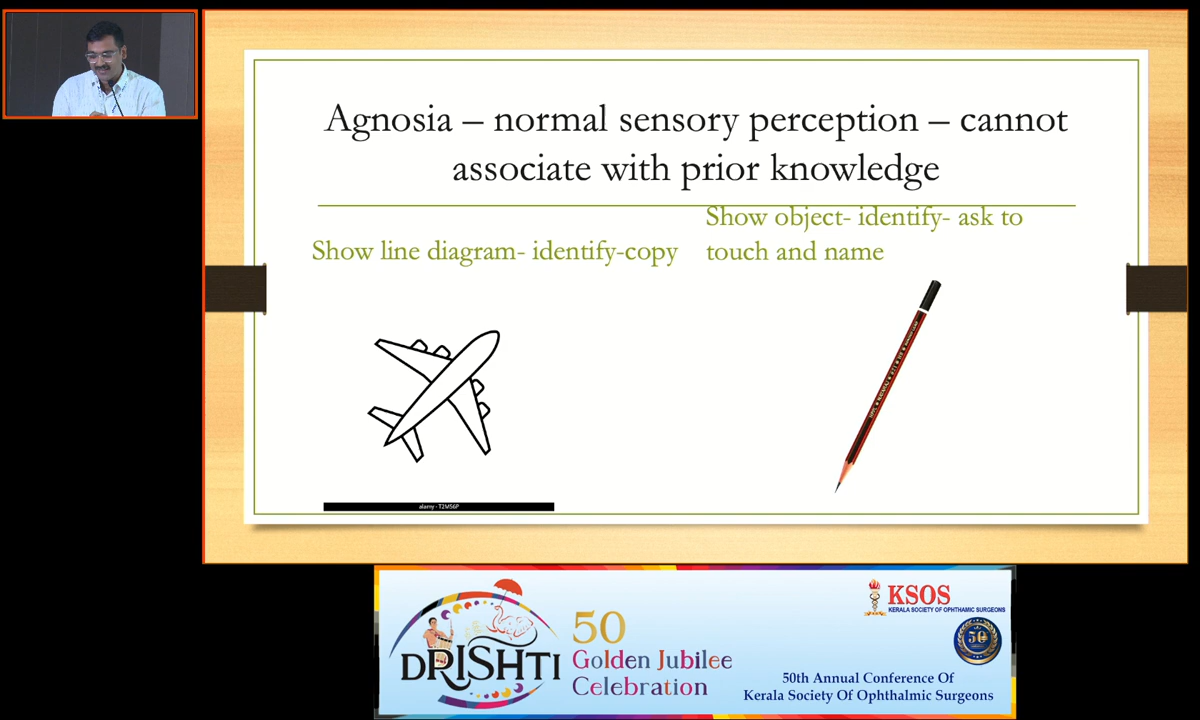 Agnosia – normal sensory perception – cannot
associate with prior knowledge
Show line diagram- identify-copy
Show object- identify- ask to
touch and name
alamy - T2M56P
DRISHTI
50
Golden Jubilee
Celebration
KSOS
KERALA SOCIETY OF OPHTHAMIC SURGEONS
50
50th Annual Conference Of
Kerala Society Of Ophthalmic Surgeons